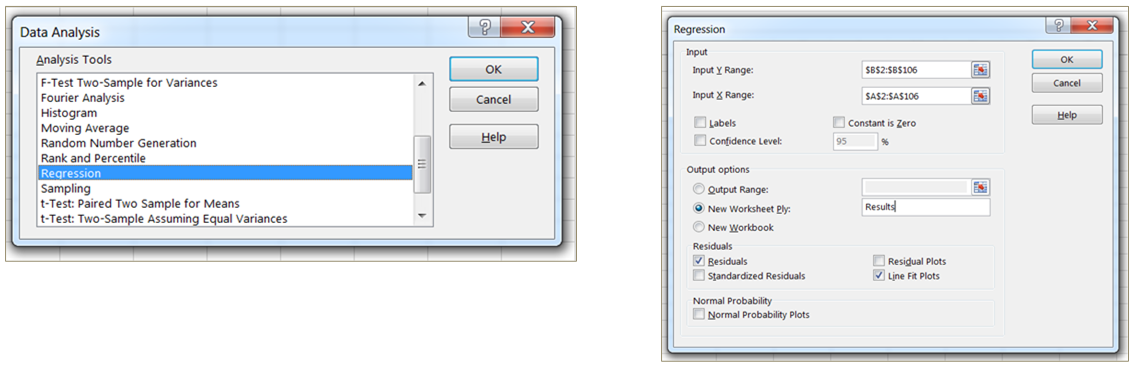 Data Analysis
Analysis Tools
F-Test Two-Sample for Variances
Fourier Analysis
Histogram
Moving Average
Random Number Generation
Rank and Percentile
Regression
Sampling
t-Test: Paired Two Sample for Means
t-Test: Two-Sample Assuming Equal Variances
OK
Cancel
Help
Regression
Input
Input Y Range:
$B$2:$B$106
Input X Range:
$A$2:$A$106
Labels
Constant is Zero
Confidence Level:
95 %
Output options
Output Range:
New Worksheet Ply:
Results
New Workbook
Residuals
Residuals
Residual Plots
Standardized Residuals
Line Fit Plots
Normal Probability
Normal Probability Plots
OK
Cancel
Help